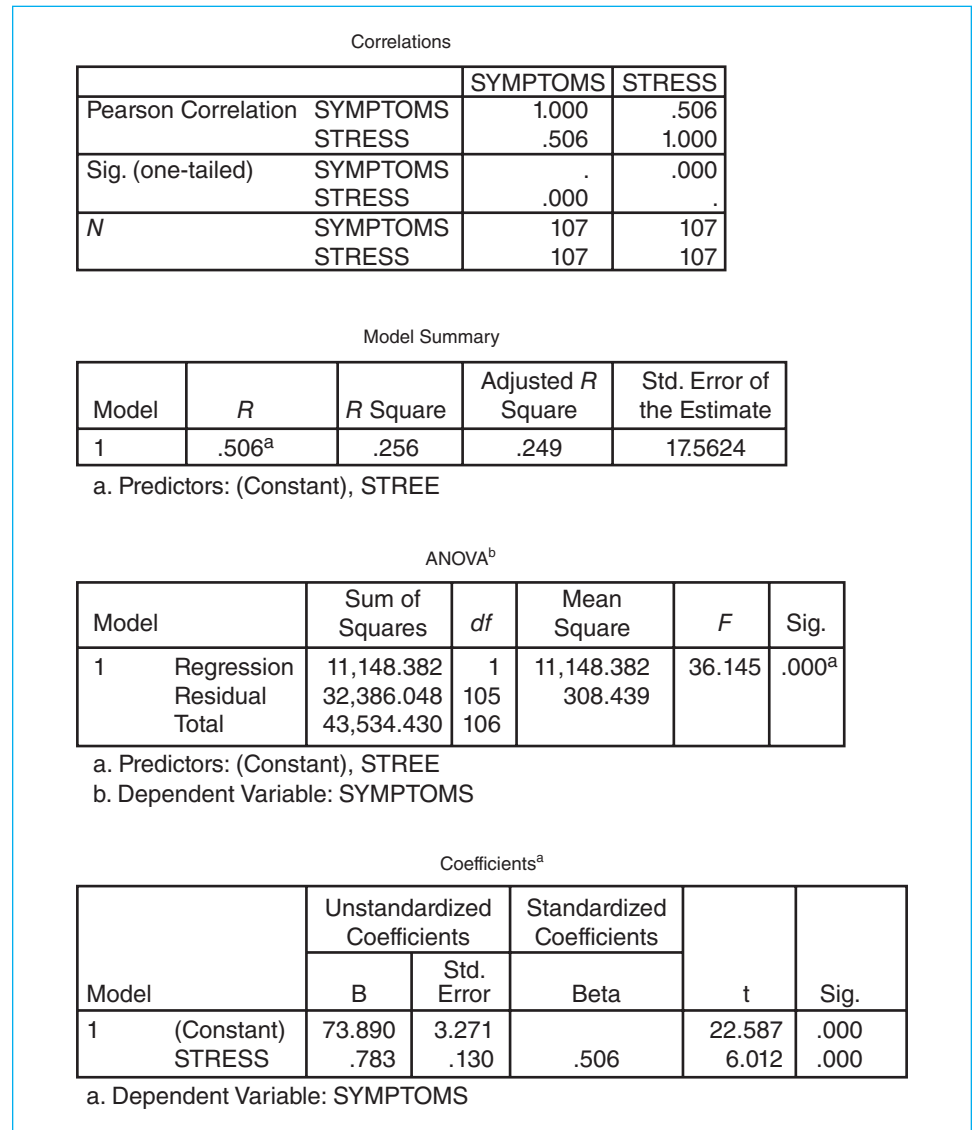 Correlations
SYMPTOMS STRESS
Pearson Correlation SYMPTOMS 1.000 .506
STRESS .506 1.000
Sig. (one-tailed) SYMPTOMS . .000
STRESS .000 .
N SYMPTOMS 107 107
STRESS 107 107
Model Summary
Adjusted R Std. Error of
Model R R Square Square the Estimate
1 .506a .256 .249 17.5624
a. Predictors: (Constant), STREE
ANOVAb
Sum of Mean
Model Squares df Square F Sig.
1 Regression 11,148.382 1 11,148.382 36.145 .000a
Residual 32,386.048 105 308.439
Total 43,534.430 106
a. Predictors: (Constant), STREE
b. Dependent Variable: SYMPTOMS
Coefficientsa
Unstandardized Standardized
Coefficients Coefficients
Std.
Model B Error Beta t Sig.
1 (Constant) 73.890 3.271 22.587 .000
STRESS .783 .130 .506 6.012 .000
a. Dependent Variable: SYMPTOMS